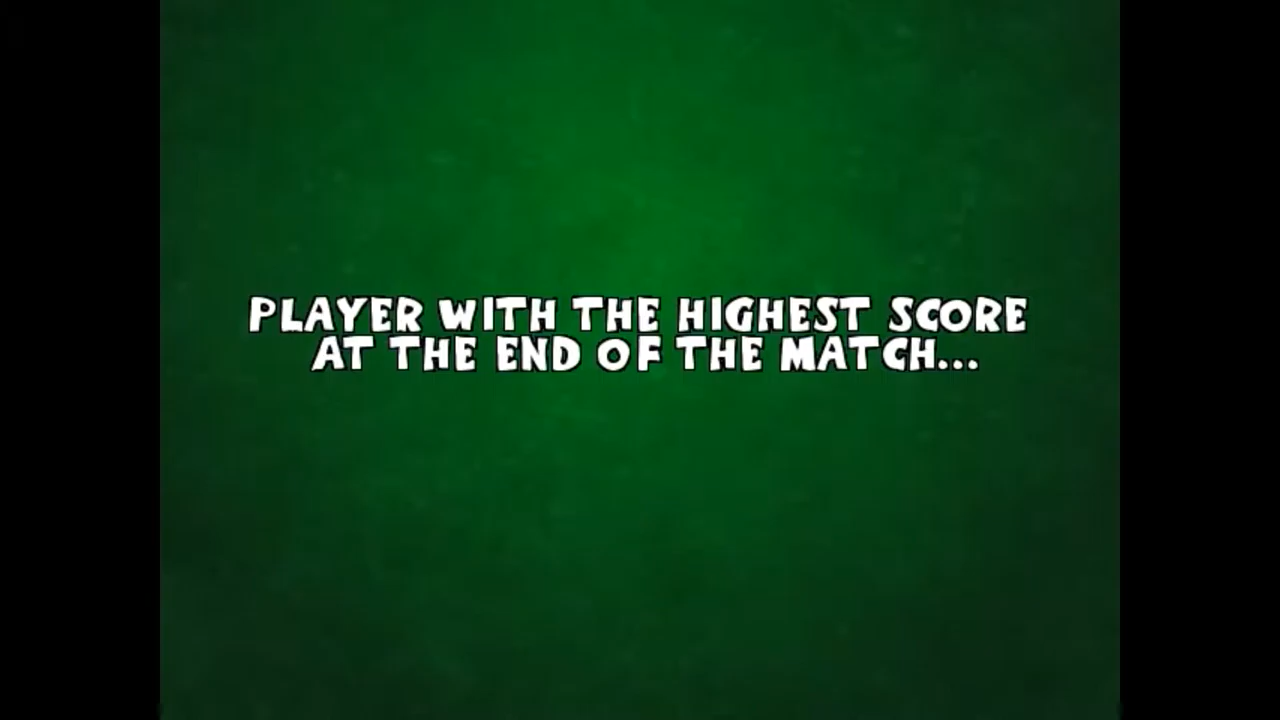 PLAYER WITH THE HIGHEST SCORE
AT THE END OF THE MATCH...